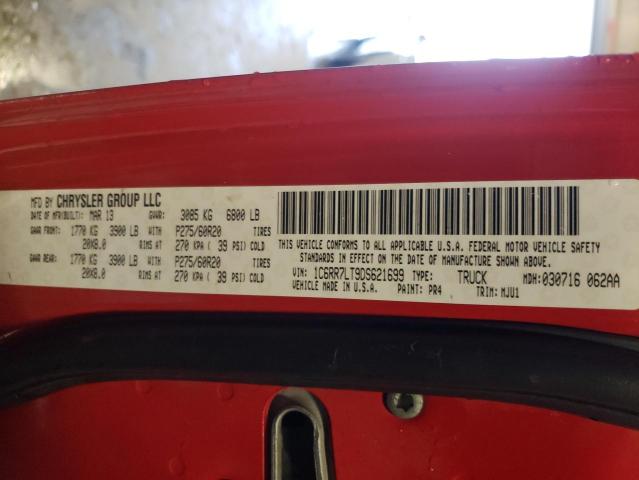 MFD BY CHRYSLER GROUP LLC
DATE OF MFR(BUILT): MAR 13 GVWR: 3085 KG 6800 LB
GAWR FRONT: 1770 KG 3900 LB WITH P275/60R20 TIRES
20X8.0 RIMS AT 270 KPA ( 39 PSI) COLD
GAWR REAR: 1770 KG 3900 LB WITH P275/60R20 TIRES
20X8.0 RIMS AT 270 KPA ( 39 PSI) COLD
THIS VEHICLE CONFORMS TO ALL APPLICABLE U.S.A. FEDERAL MOTOR VEHICLE SAFETY
STANDARDS IN EFFECT ON THE DATE OF MANUFACTURE SHOWN ABOVE.
VIN: 1C6RR7LT9DS621699 TYPE: TRUCK MDH: 030716 062AA
VEHICLE MADE IN U.S.A. PAINT: PR4 TRIM: MJU1